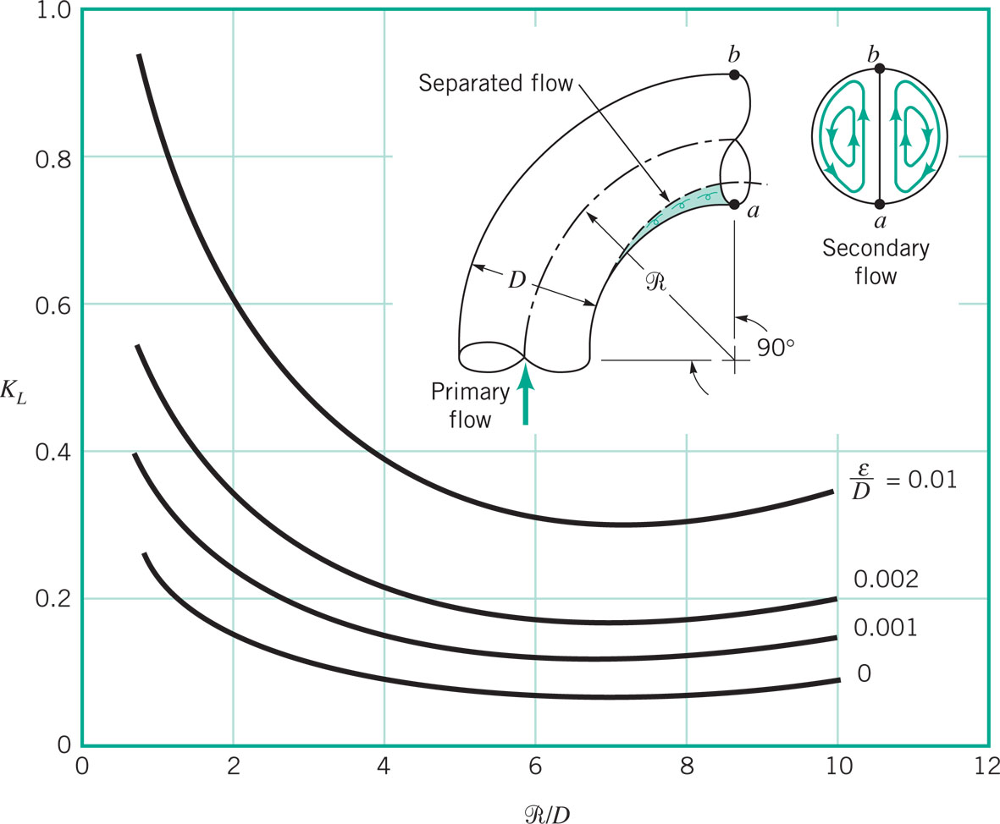 1.0
0.8
0.6
K_L
0.4
0.2
0
0
2
4
6
8
10
12
ℛ/D
Separated flow
b
a
D
ℛ
90°
Primary
flow
b
a
Secondary
flow
ε/D = 0.01
0.002
0.001
0